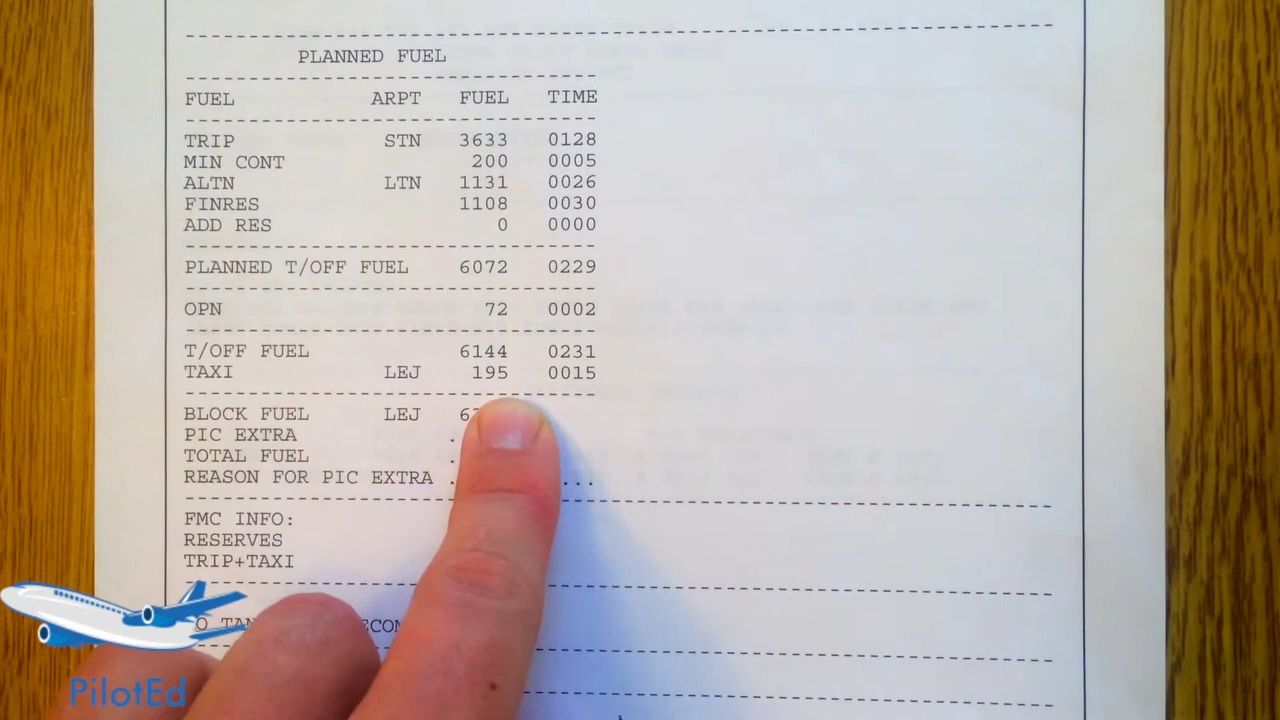 PLANNED FUEL
FUEL ARPT FUEL TIME
TRIP STN 3633 0128
MIN CONT 200 0005
ALTN LTN 1131 0026
FINRES 1108 0030
ADD RES 0 0000
PLANNED T/OFF FUEL 6072 0229
OPN 72 0002
T/OFF FUEL 6144 0231
TAXI LEJ 195 0015
BLOCK FUEL LEJ
PIC EXTRA
TOTAL FUEL
REASON FOR PIC EXTRA
FMC INFO:
RESERVES
TRIP+TAXI
PilotEd